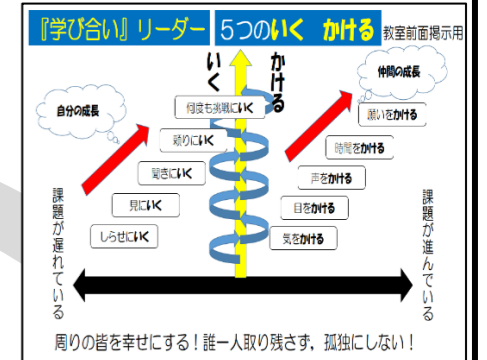 『学び合い』リーダー 5つのいく かける 教室前面掲示用
いく
かける
自分の成長
仲間の成長
何度も挑戦にいく
頼りにいく
聞きにいく
見にいく
しらせにいく
願いをかける
時間をかける
声をかける
目をかける
気をかける
課題が遅れている
課題が進んでいる
周りの皆を幸せにする！誰一人取り残さず，孤独にしない！